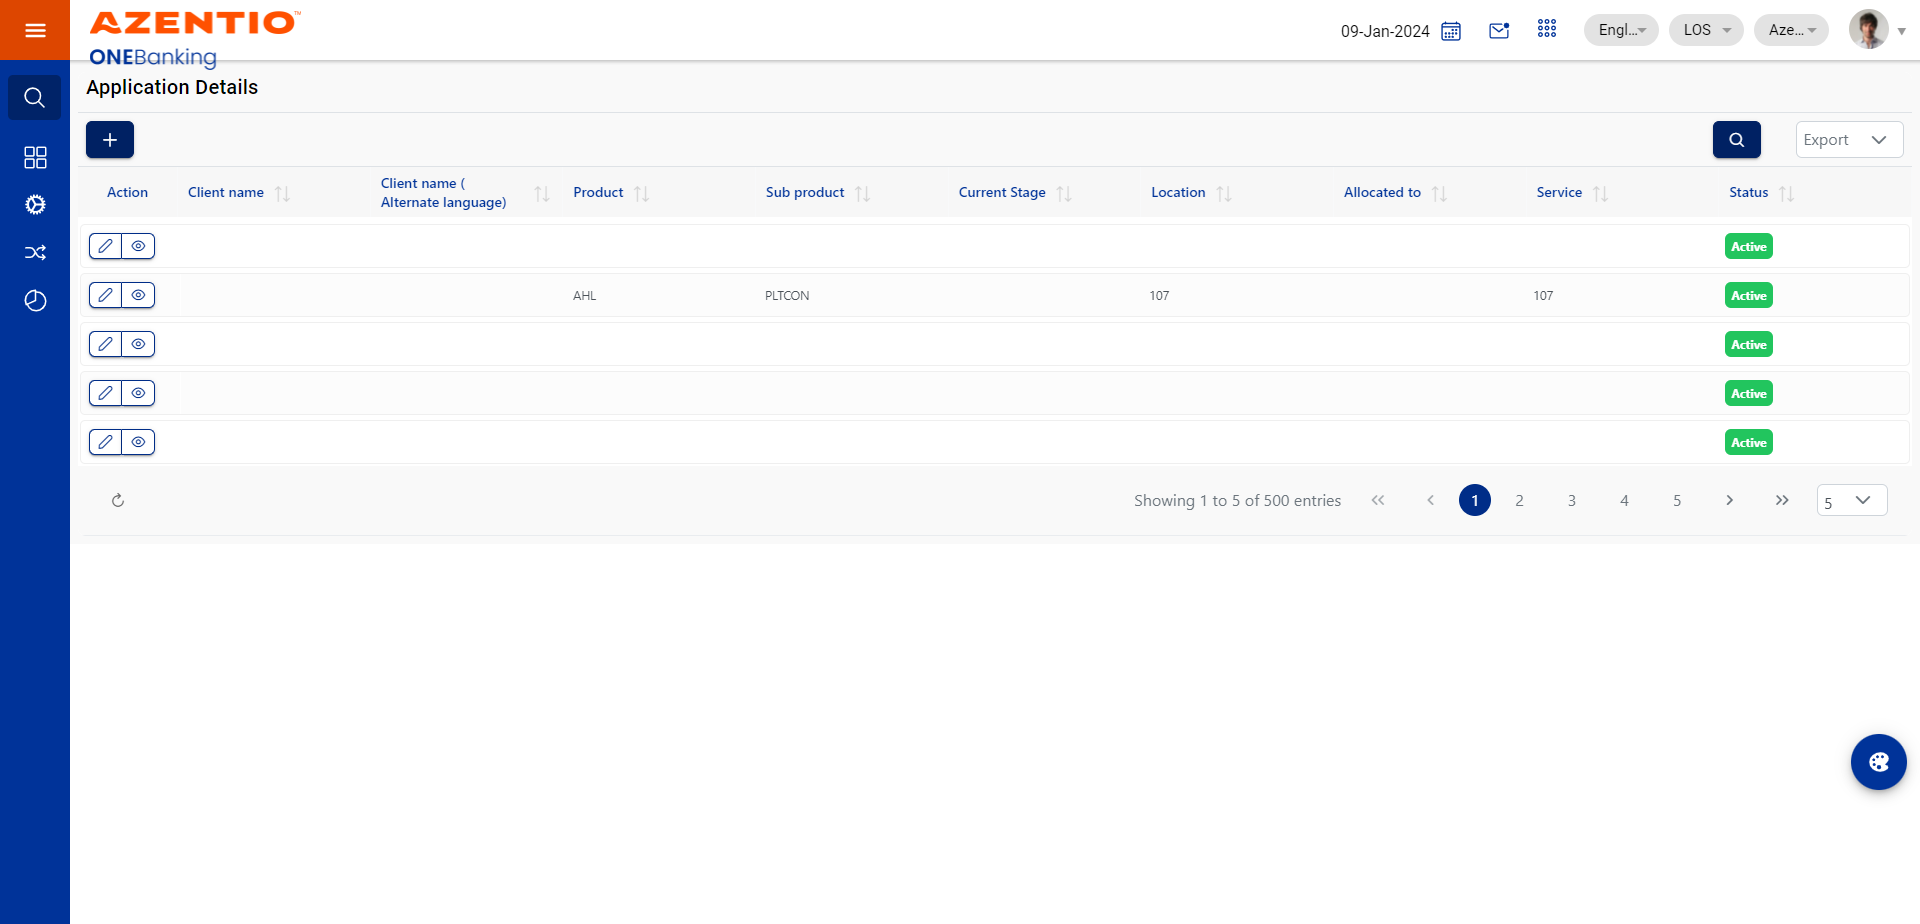 AZENTIO™
ONEBanking
09-Jan-2024
Engl...
LOS
Aze...
Application Details
Export
Action
Client name
Client name (
Alternate language)
Product
Sub product
Current Stage
Location
Allocated to
Service
Status
Active
AHL
PLTCON
107
107
Active
Active
Active
Active
Showing 1 to 5 of 500 entries
1
2
3
4
5
5